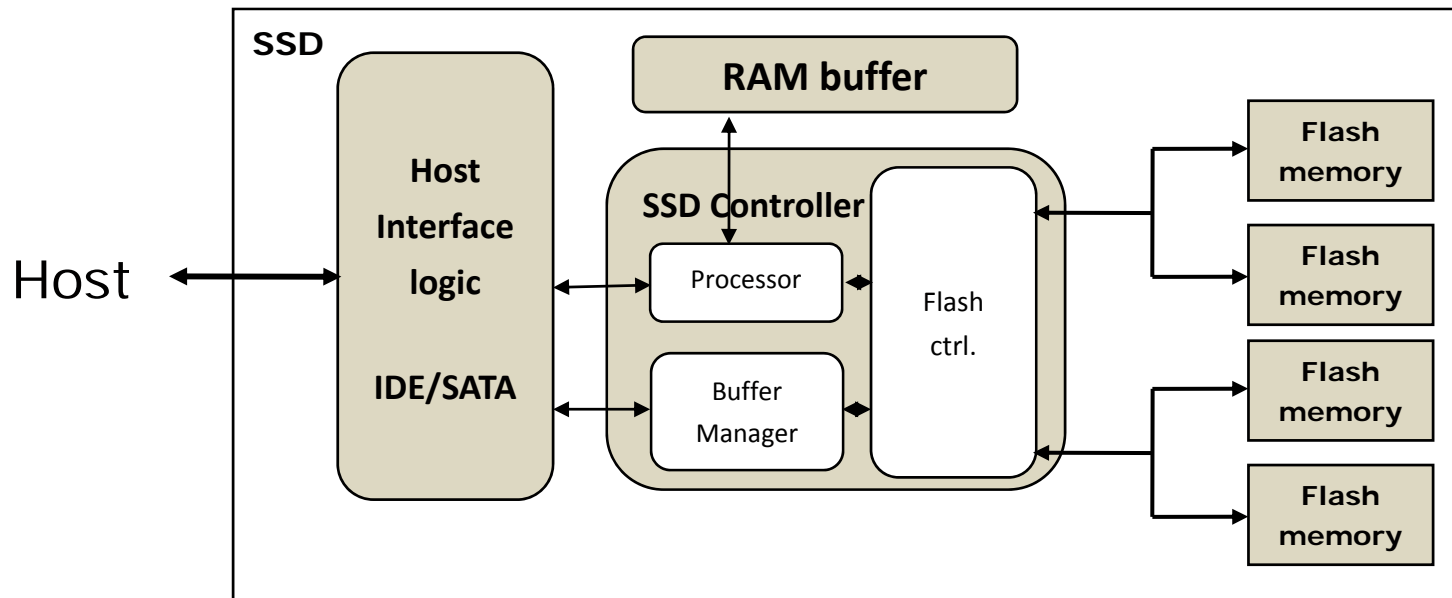 SSD
RAM buffer
Host
Interface
logic
IDE/SATA
Host
SSD Controller
Processor
Buffer
Manager
Flash
ctrl.
Flash
memory
Flash
memory
Flash
memory
Flash
memory